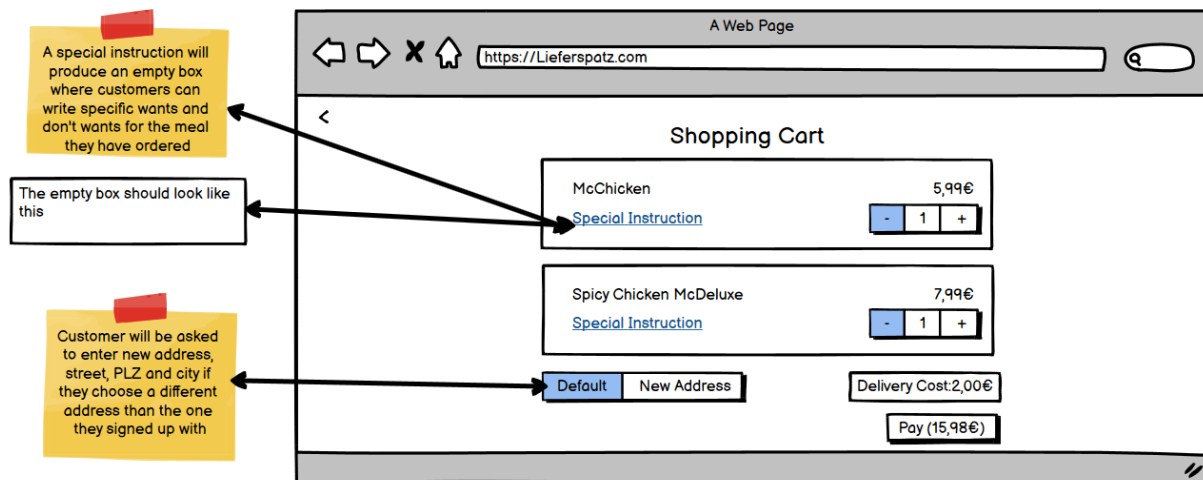 A special instruction will
produce an empty box
where customers can
write specific wants and
don't wants for the meal
they have ordered
The empty box should look like
this
Customer will be asked
to enter new address,
street, PLZ and city if
they choose a different
address than the one
they signed up with
A Web Page
https://Lieferspatz.com
<
Shopping Cart
McChicken 5,99€
Special Instruction - 1 +
Spicy Chicken McDeluxe 7,99€
Special Instruction - 1 +
Default New Address Delivery Cost:2,00€
Pay (15,98€)